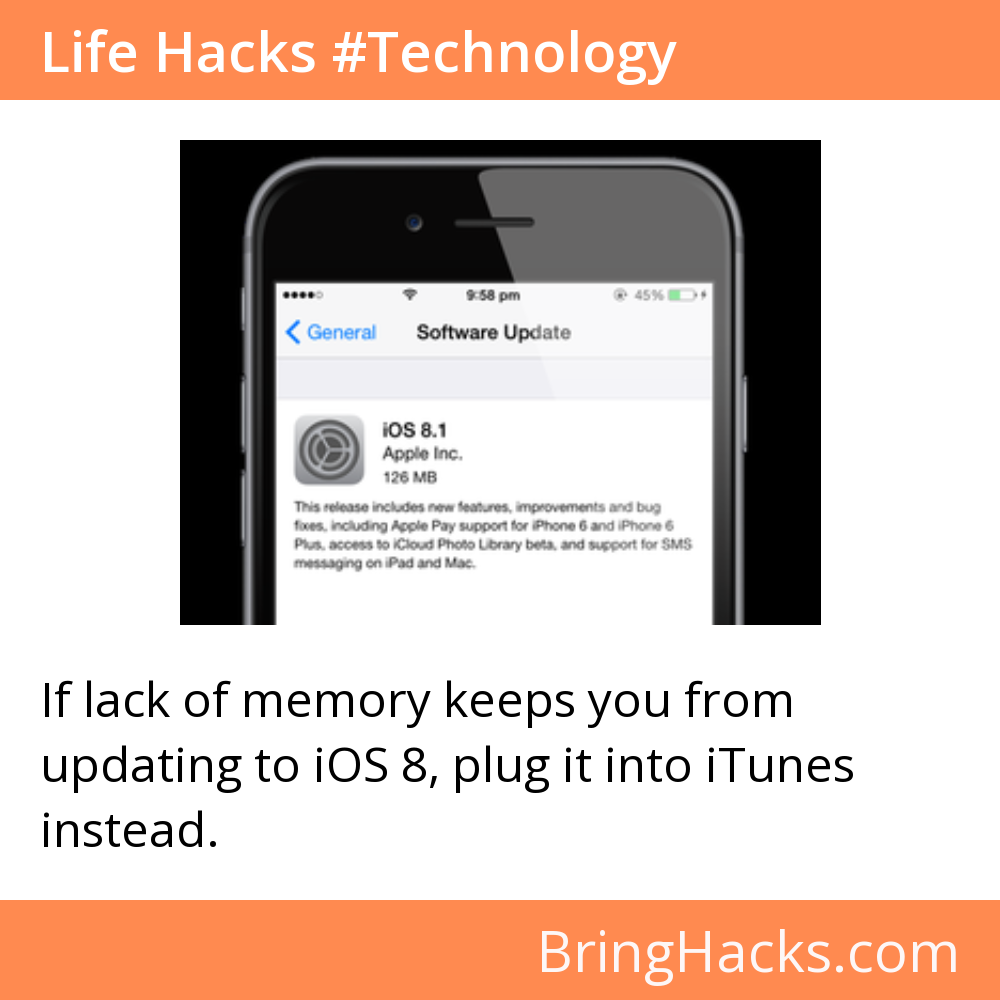 Life Hacks #Technology
9:58 pm 45%
General Software Update
iOS 8.1
Apple Inc.
126 MB
This release includes new features, improvements and bug
fixes, including Apple Pay support for iPhone 6 and iPhone 6
Plus, access to iCloud Photo Library beta, and support for SMS
messaging on iPad and Mac.
If lack of memory keeps you from
updating to iOS 8, plug it into iTunes
instead.
BringHacks.com